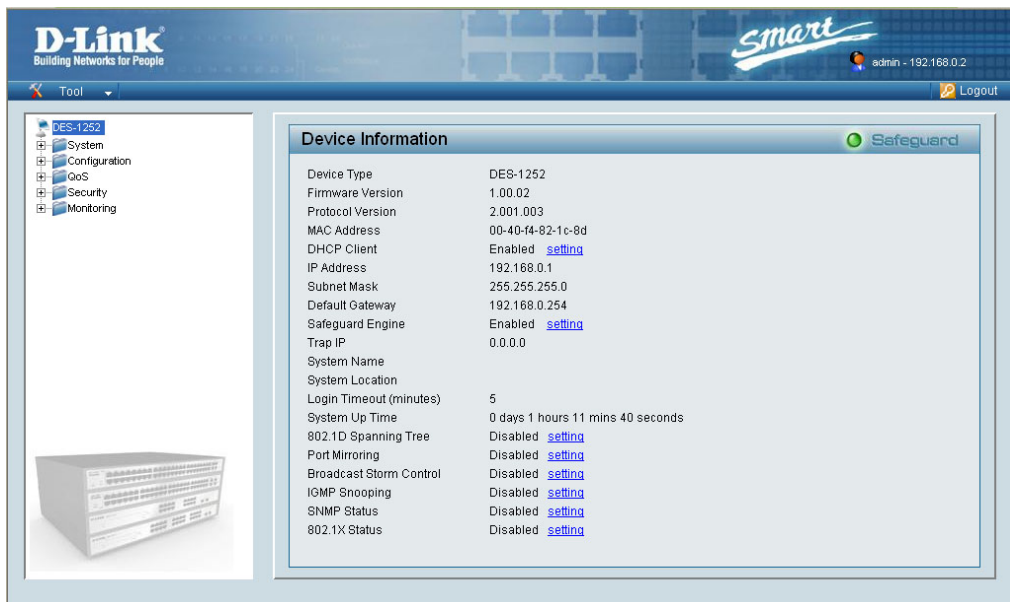 D-Link®
Building Networks for People
smart
admin - 192.168.0.2
Tool
Logout
DES-1252
System
Configuration
QoS
Security
Monitoring
Device Information
Safeguard
Device Type DES-1252
Firmware Version 1.00.02
Protocol Version 2.001.003
MAC Address 00-40-f4-82-1c-8d
DHCP Client Enabled setting
IP Address 192.168.0.1
Subnet Mask 255.255.255.0
Default Gateway 192.168.0.254
Safeguard Engine Enabled setting
Trap IP 0.0.0.0
System Name
System Location
Login Timeout (minutes) 5
System Up Time 0 days 1 hours 11 mins 40 seconds
802.1D Spanning Tree Disabled setting
Port Mirroring Disabled setting
Broadcast Storm Control Disabled setting
IGMP Snooping Disabled setting
SNMP Status Disabled setting
802.1X Status Disabled setting